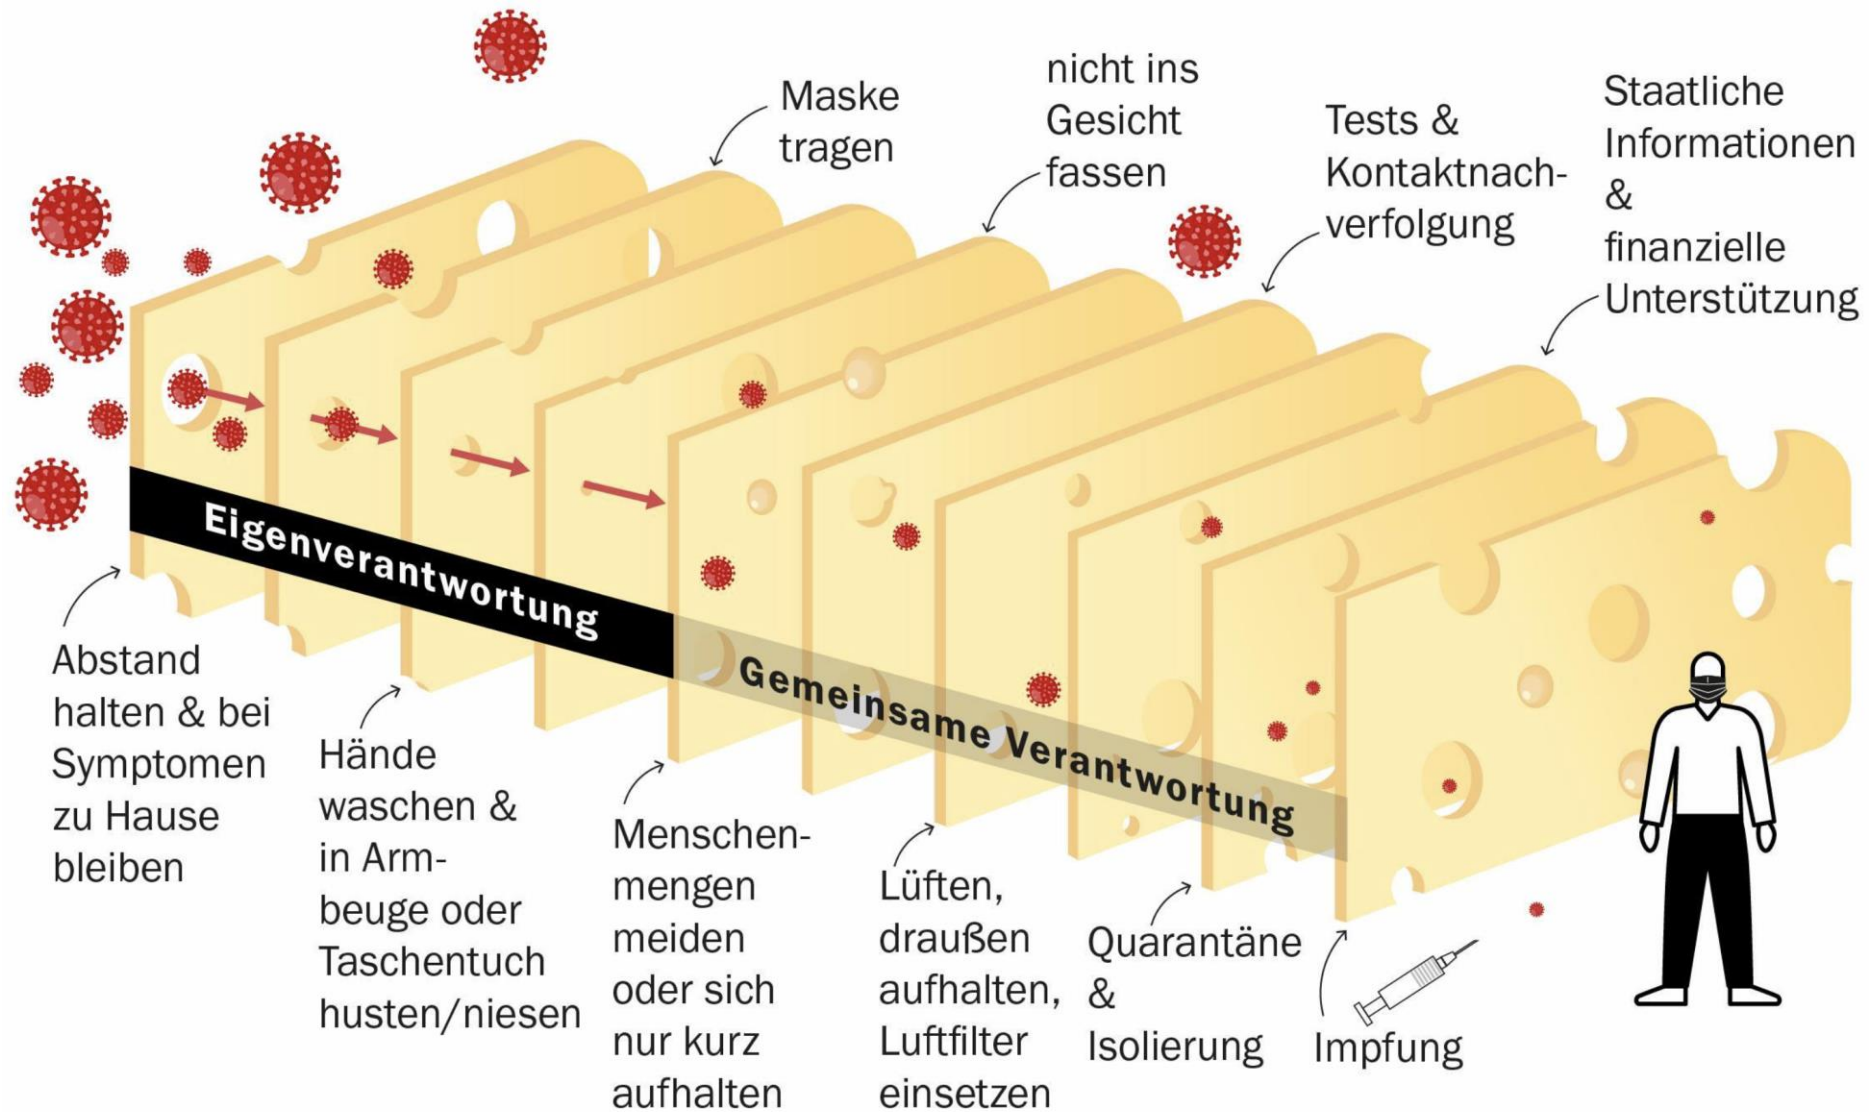 Maske
tragen
nicht ins
Gesicht
fassen
Tests &
Kontaktnach-
verfolgung
Staatliche
Informationen
&
finanzielle
Unterstützung
Eigenverantwortung
Gemeinsame Verantwortung
Abstand
halten & bei
Symptomen
zu Hause
bleiben
Hände
waschen &
in Arm-
beuge oder
Taschentuch
husten/niesen
Menschen-
mengen
meiden
oder sich
nur kurz
aufhalten
Lüften,
draußen
aufhalten,
Luftfilter
einsetzen
Quarantäne
&
Isolierung
Impfung